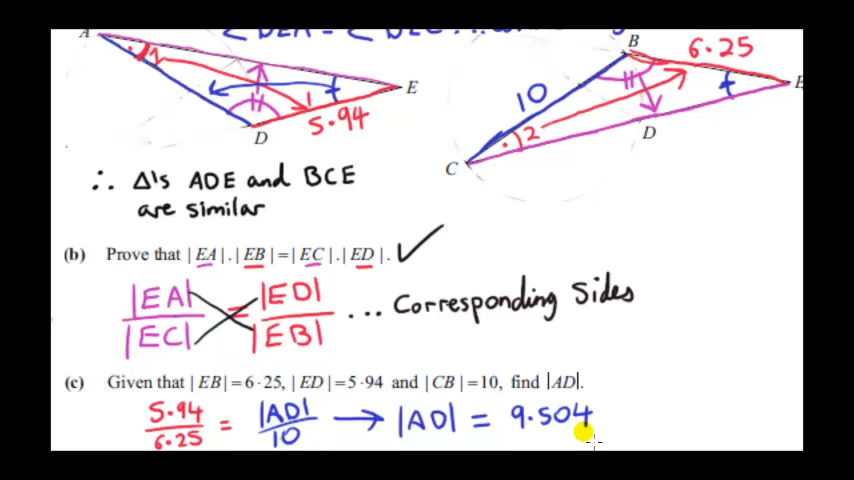 A
E
D
5.94
B
6.25
E
10
D
C
2
∴ Δ's ADE and BCE
are similar
(b) Prove that |EA|.|EB|=|EC|.|ED|.
|EA| = |ED| ... Corresponding Sides
|EC| |EB|
(c) Given that |EB|=6·25, |ED|=5·94 and |CB|=10, find |AD|.
5.94 = |AD| → |AD| = 9.504
6.25 10